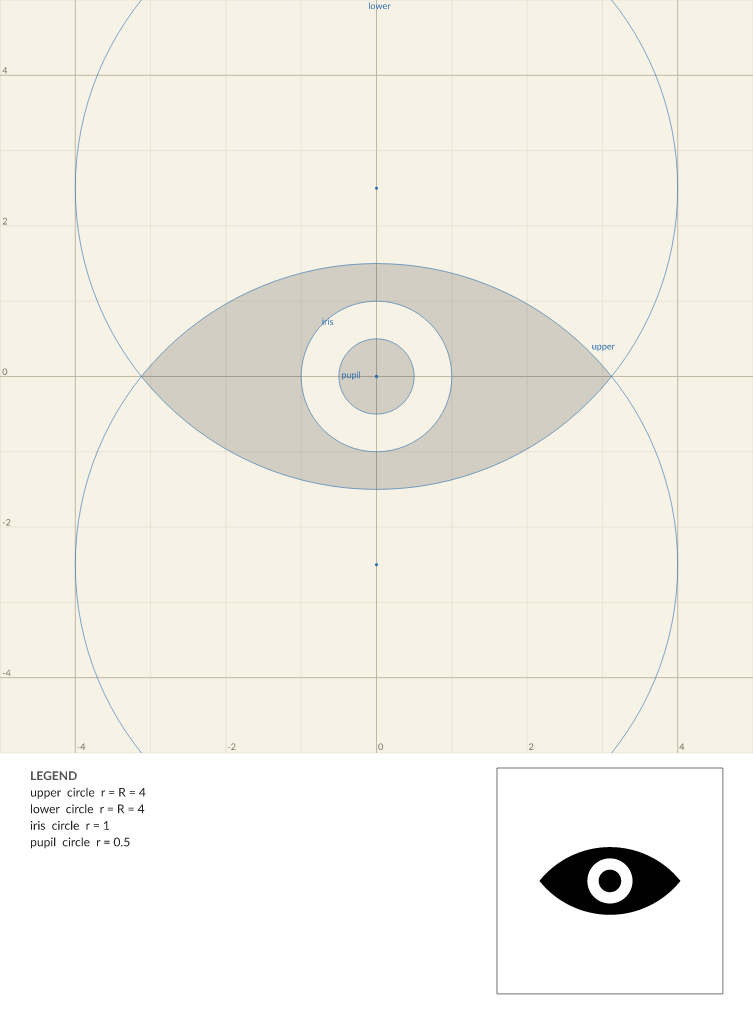 lower
4
2
iris
upper
0
pupil
-2
-4
-4 -2 0 2 4
LEGEND
upper circle r = R = 4
lower circle r = R = 4
iris circle r = 1
pupil circle r = 0.5